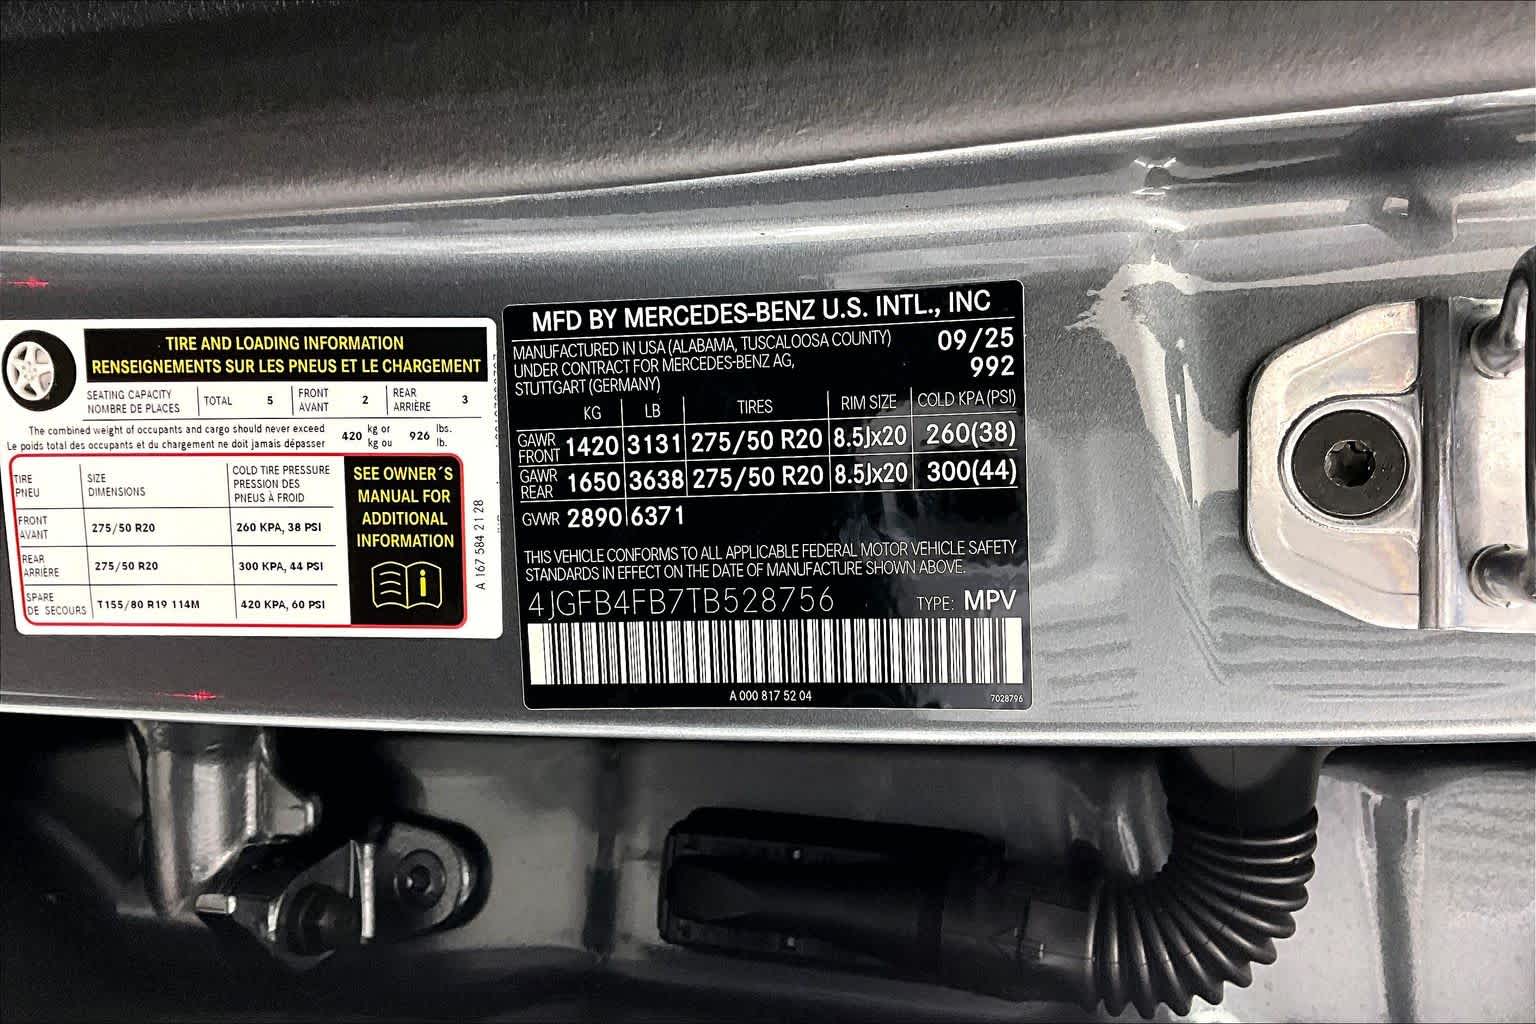 TIRE AND LOADING INFORMATION
RENSEIGNEMENTS SUR LES PNEUS ET LE CHARGEMENT
SEATING CAPACITY
NOMBRE DE PLACES
TOTAL 5
FRONT
AVANT
2
REAR
ARRIÈRE
3
The combined weight of occupants and cargo should never exceed
Le poids total des occupants et du chargement ne doit jamais dépasser
420 kg or
kg ou
926 lbs.
lb.
TIRE
PNEU
SIZE
DIMENSIONS
COLD TIRE PRESSURE
PRESSION DES
PNEUS À FROID
FRONT
AVANT
275/50 R20
260 KPA, 38 PSI
REAR
ARRIÈRE
275/50 R20
300 KPA, 44 PSI
SPARE
DE SECOURS
T155/80 R19 114M
420 KPA, 60 PSI
SEE OWNER´S
MANUAL FOR
ADDITIONAL
INFORMATION
A 167 584 21 28
MFD BY MERCEDES-BENZ U.S. INTL., INC
MANUFACTURED IN USA (ALABAMA, TUSCALOOSA COUNTY)
UNDER CONTRACT FOR MERCEDES-BENZ AG,
STUTTGART (GERMANY)
09/25
992
KG LB TIRES RIM SIZE COLD KPA (PSI)
GAWR
FRONT
1420 3131 275/50 R20 8.5Jx20 260(38)
GAWR
REAR
1650 3638 275/50 R20 8.5Jx20 300(44)
GVWR 2890 6371
THIS VEHICLE CONFORMS TO ALL APPLICABLE FEDERAL MOTOR VEHICLE SAFETY
STANDARDS IN EFFECT ON THE DATE OF MANUFACTURE SHOWN ABOVE.
4JGFB4FB7TB528756 TYPE: MPV
A 000 817 52 04
7028796